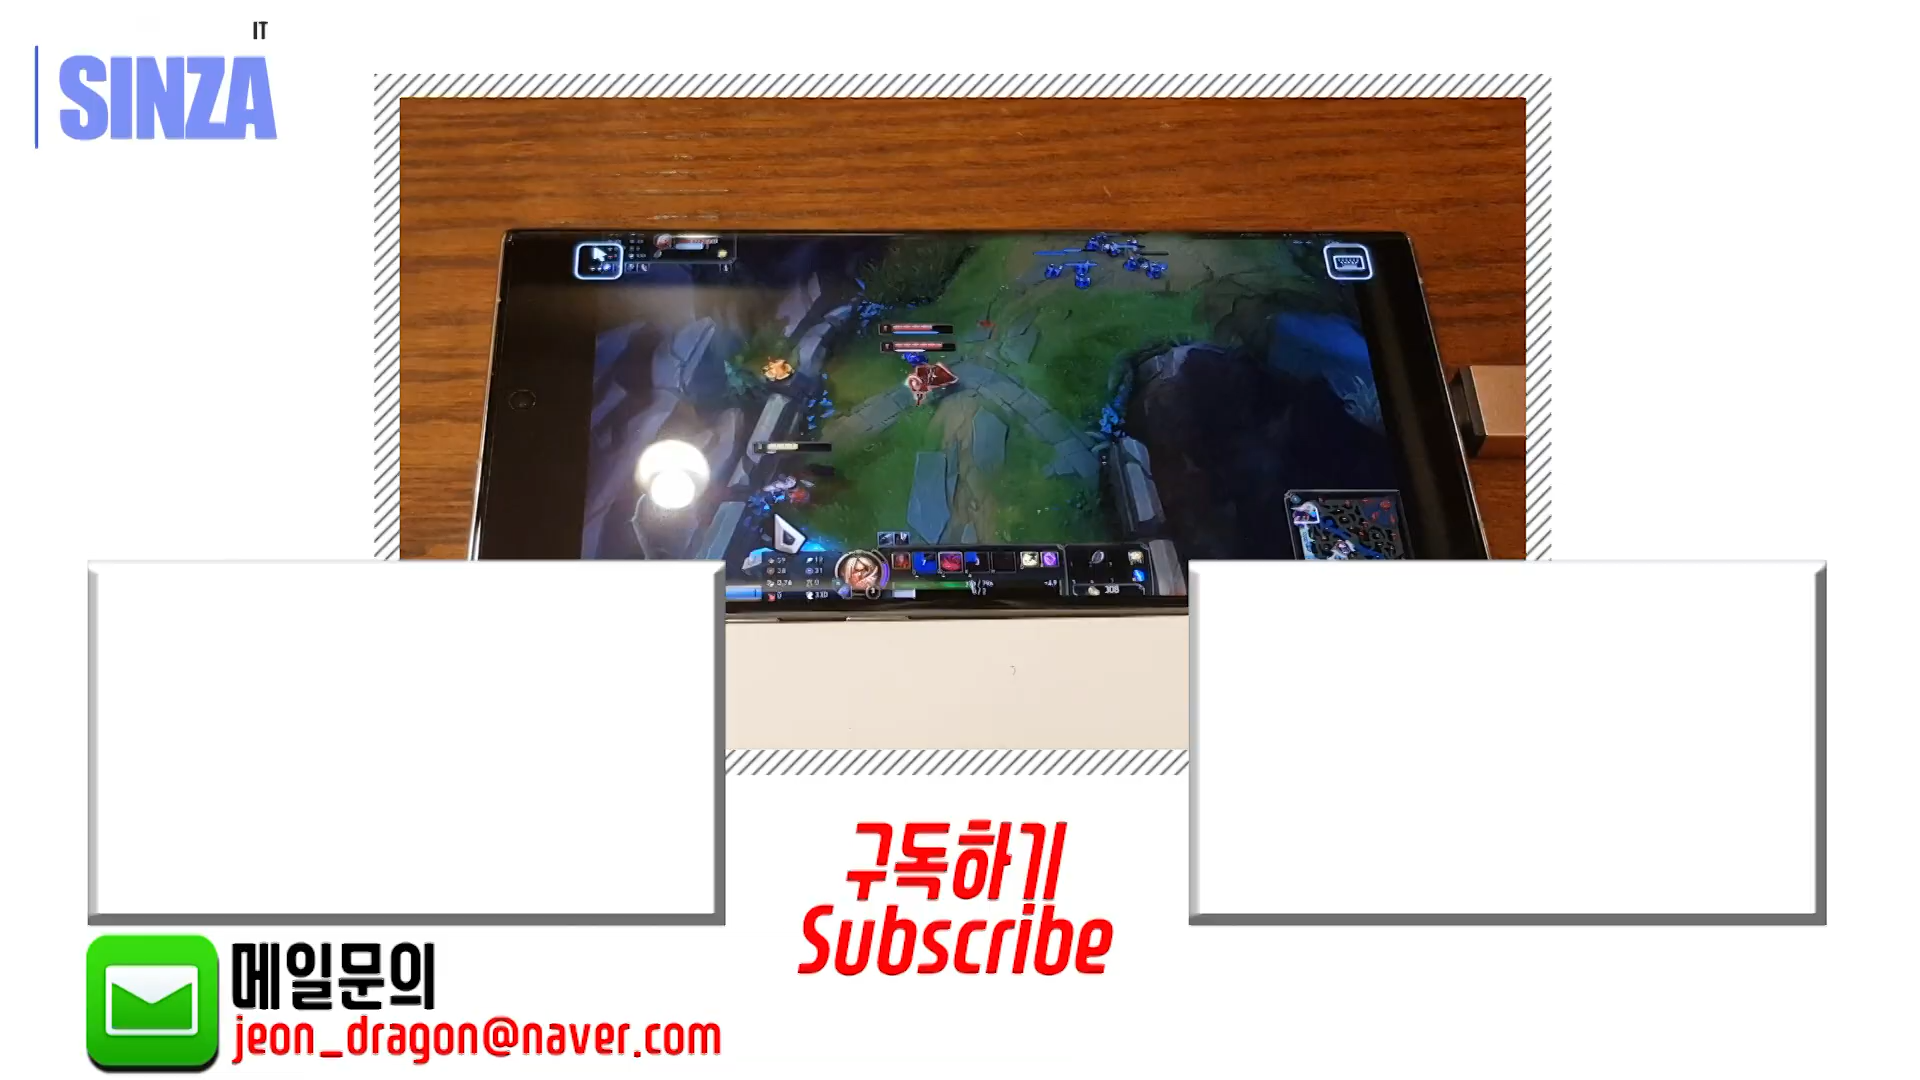 IT
SINZA
구독하기
Subscribe
메일문의
jeon_dragon@naver.com